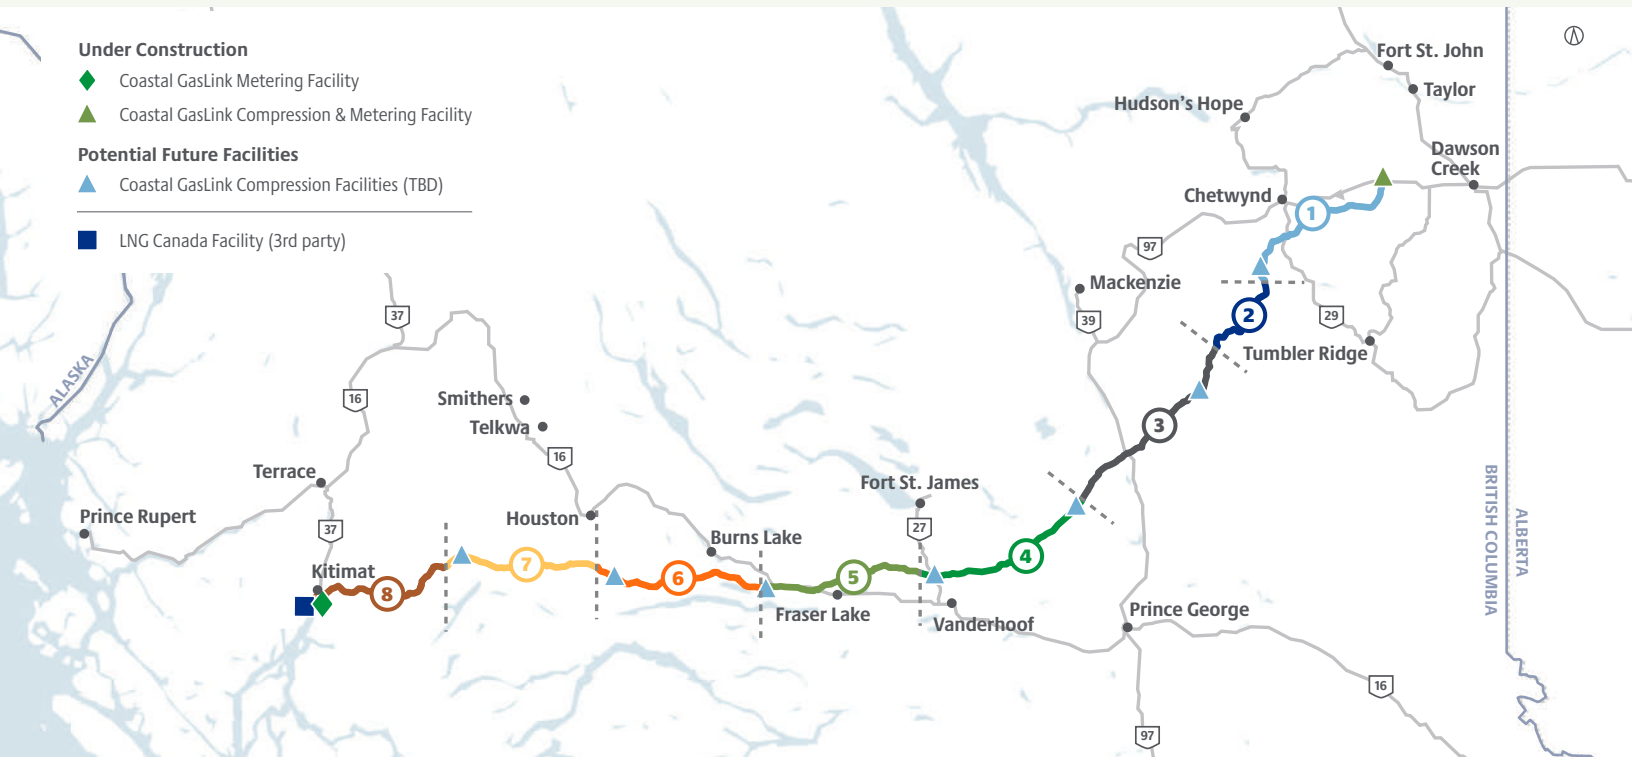 Under Construction
Coastal GasLink Metering Facility
Coastal GasLink Compression & Metering Facility
Potential Future Facilities
Coastal GasLink Compression Facilities (TBD)
LNG Canada Facility (3rd party)
Fort St. John
Taylor
Hudson's Hope
Dawson
Creek
Chetwynd
1
97
Mackenzie
2
29
39
Tumbler Ridge
37
ALASKA
16
Smithers
Telkwa
3
16
Terrace
Fort St. James
BRITISH COLUMBIA
ALBERTA
Prince Rupert
37
Houston
27
Burns Lake
4
7
Kitimat
6
5
8
Fraser Lake
Vanderhoof
Prince George
16
97